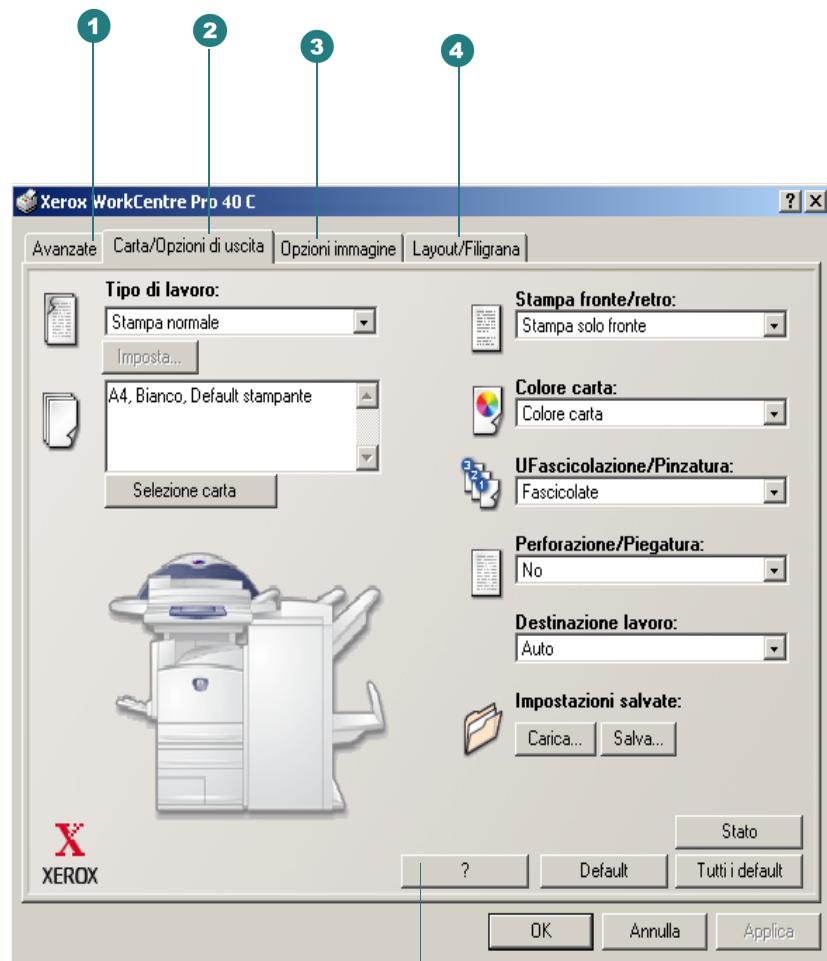 1
2
3
4
Xerox WorkCentre Pro 40 C
? X
Avanzate Carta/Opzioni di uscita Opzioni immagine Layout/Filigrana
Tipo di lavoro:
Stampa normale
Imposta...
A4, Bianco, Default stampante
Selezione carta
Stampa fronte/retro:
Stampa solo fronte
Colore carta:
Colore carta
321
UFascicolazione/Pinzatura:
Fascicolate
Perforazione/Piegatura:
No
Destinazione lavoro:
Auto
Impostazioni salvate:
Carica... Salva...
X
XEROX
Stato
? Default Tutti i default
OK Annulla Applica